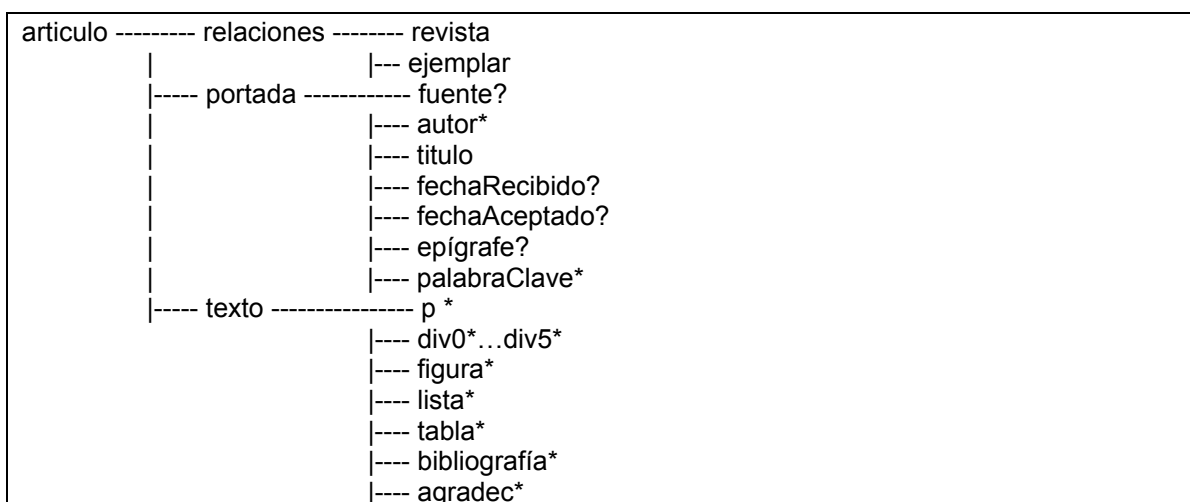 articulo --------- relaciones -------- revista
| |--- ejemplar
|----- portada ------------ fuente?
| |---- autor*
| |---- titulo
| |---- fechaRecibido?
| |---- fechaAceptado?
| |---- epígrafe?
| |---- palabraClave*
|----- texto ---------------- p *
|---- div0*…div5*
|---- figura*
|---- lista*
|---- tabla*
|---- bibliografía*
|---- agradec*